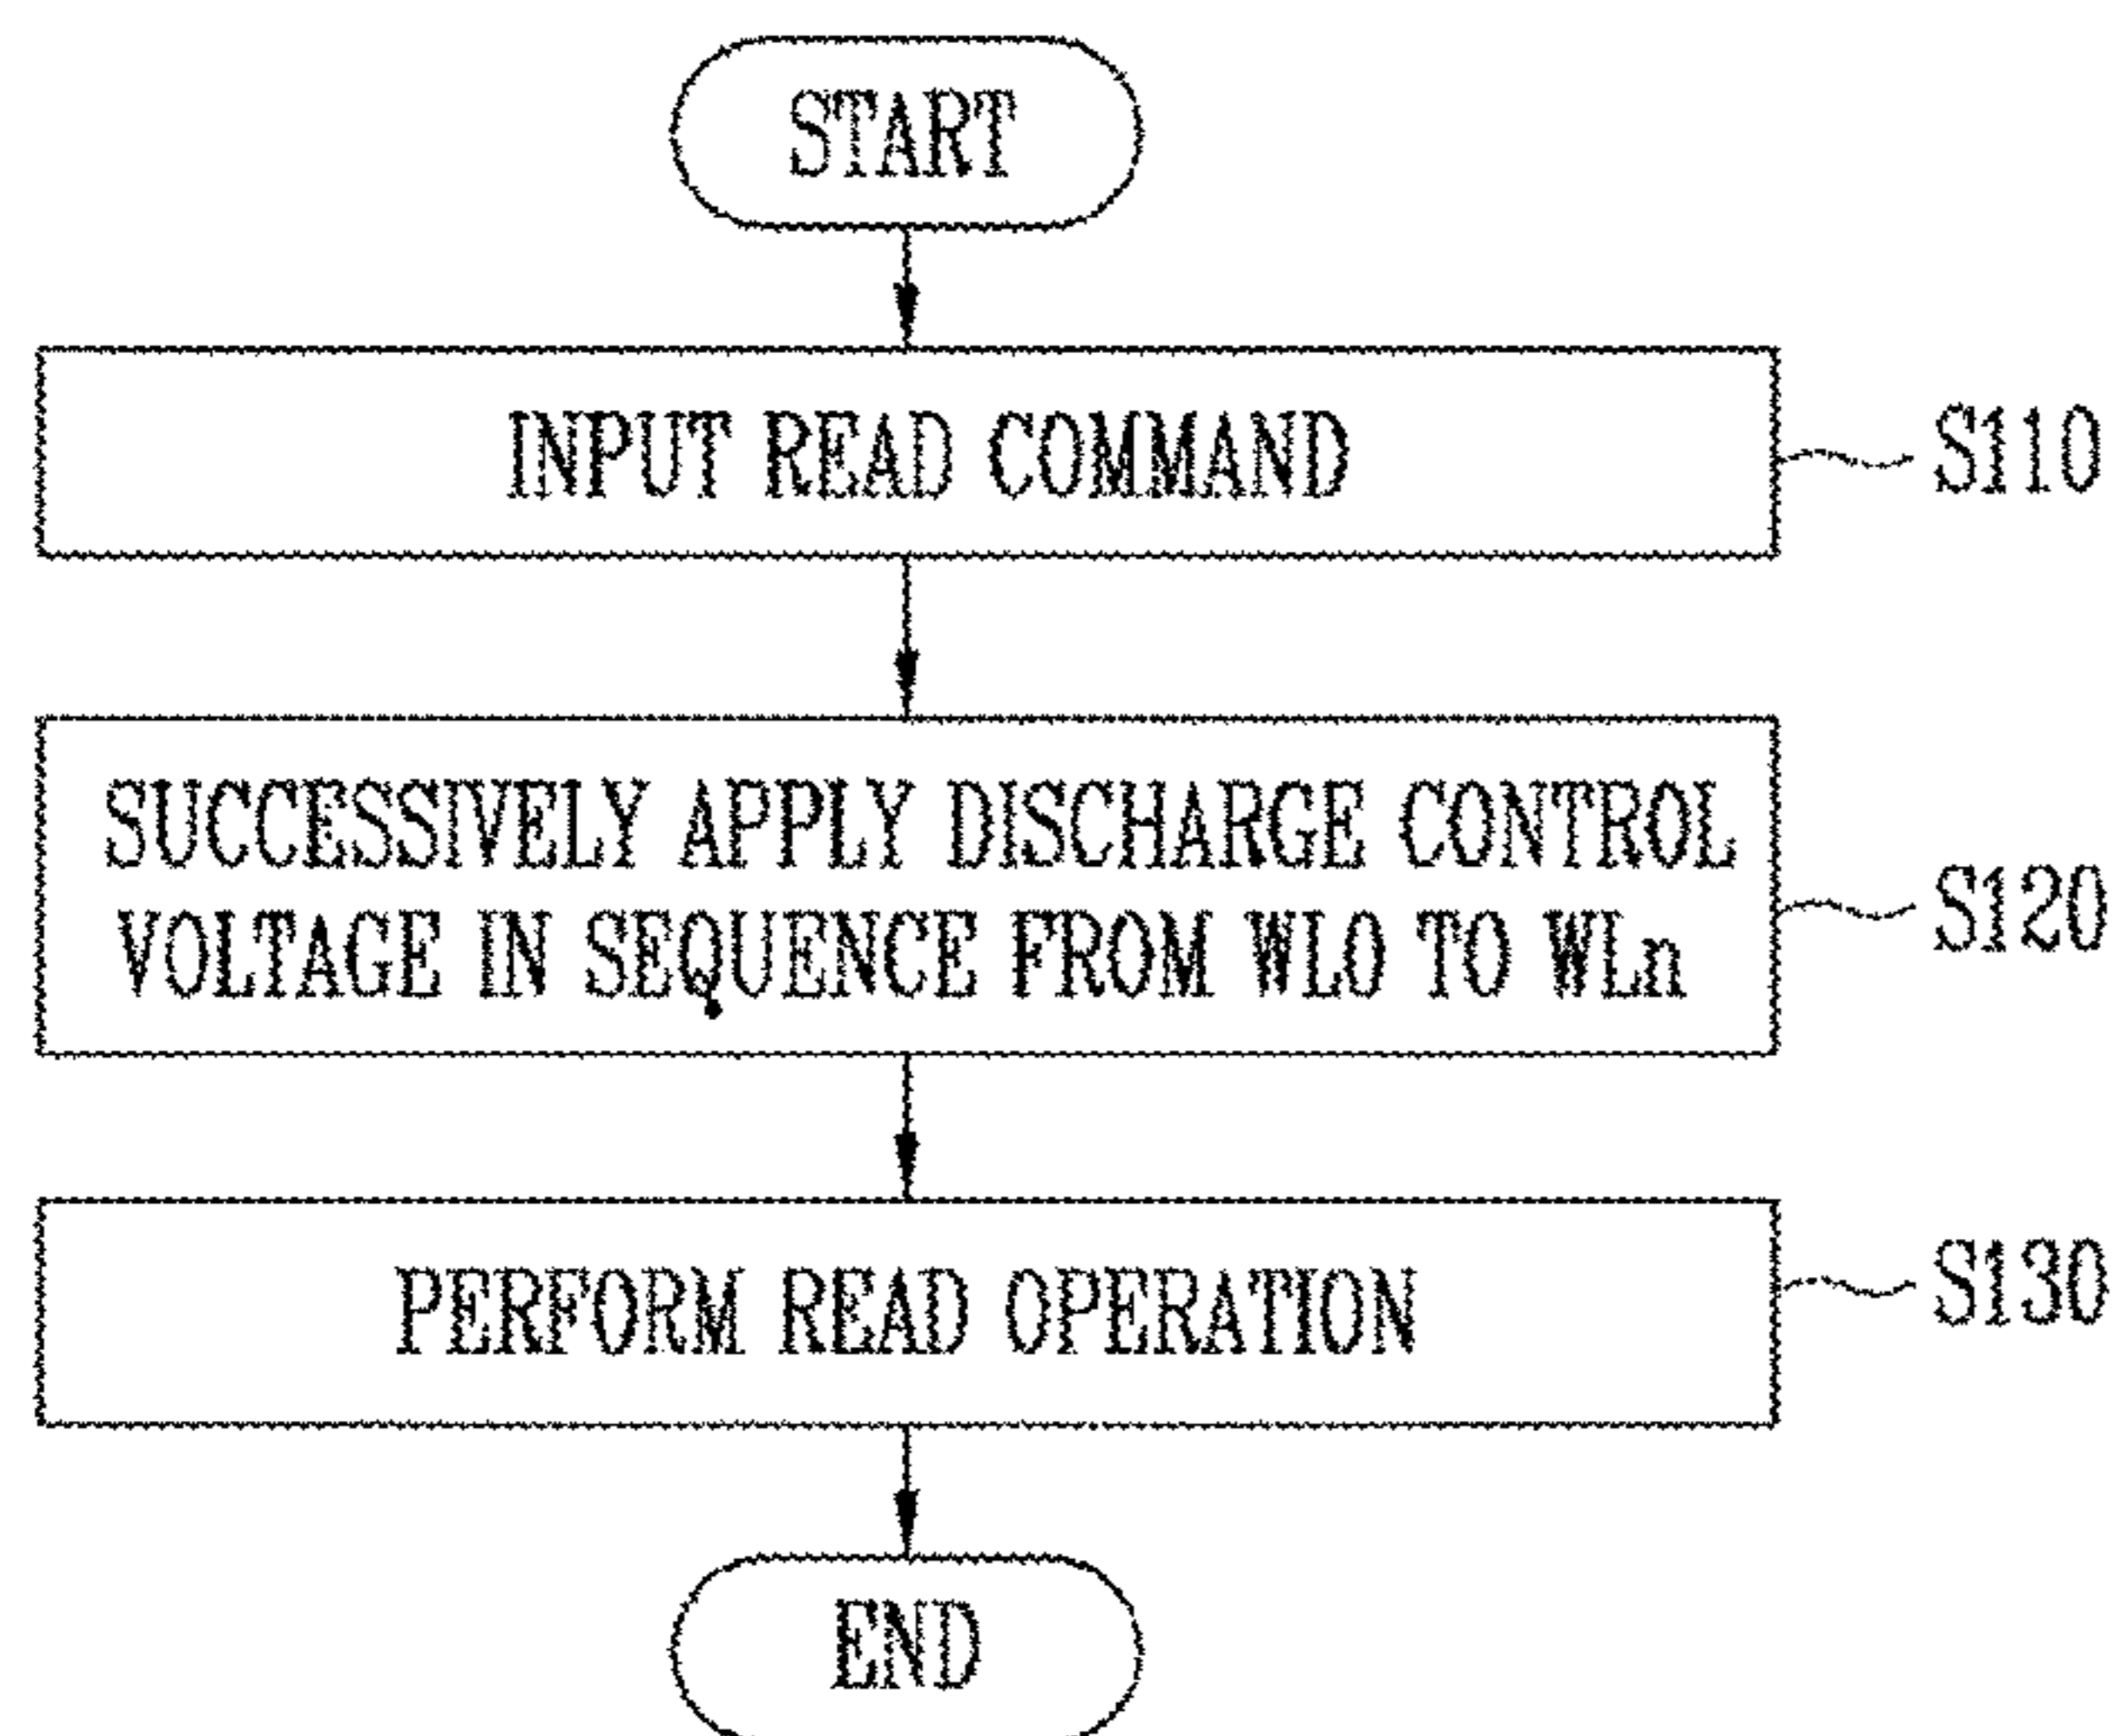 START
INPUT READ COMMAND
S110
SUCCESSIVELY APPLY DISCHARGE CONTROL
VOLTAGE IN SEQUENCE FROM WL0 TO WLn
S120
PERFORM READ OPERATION
S130
END